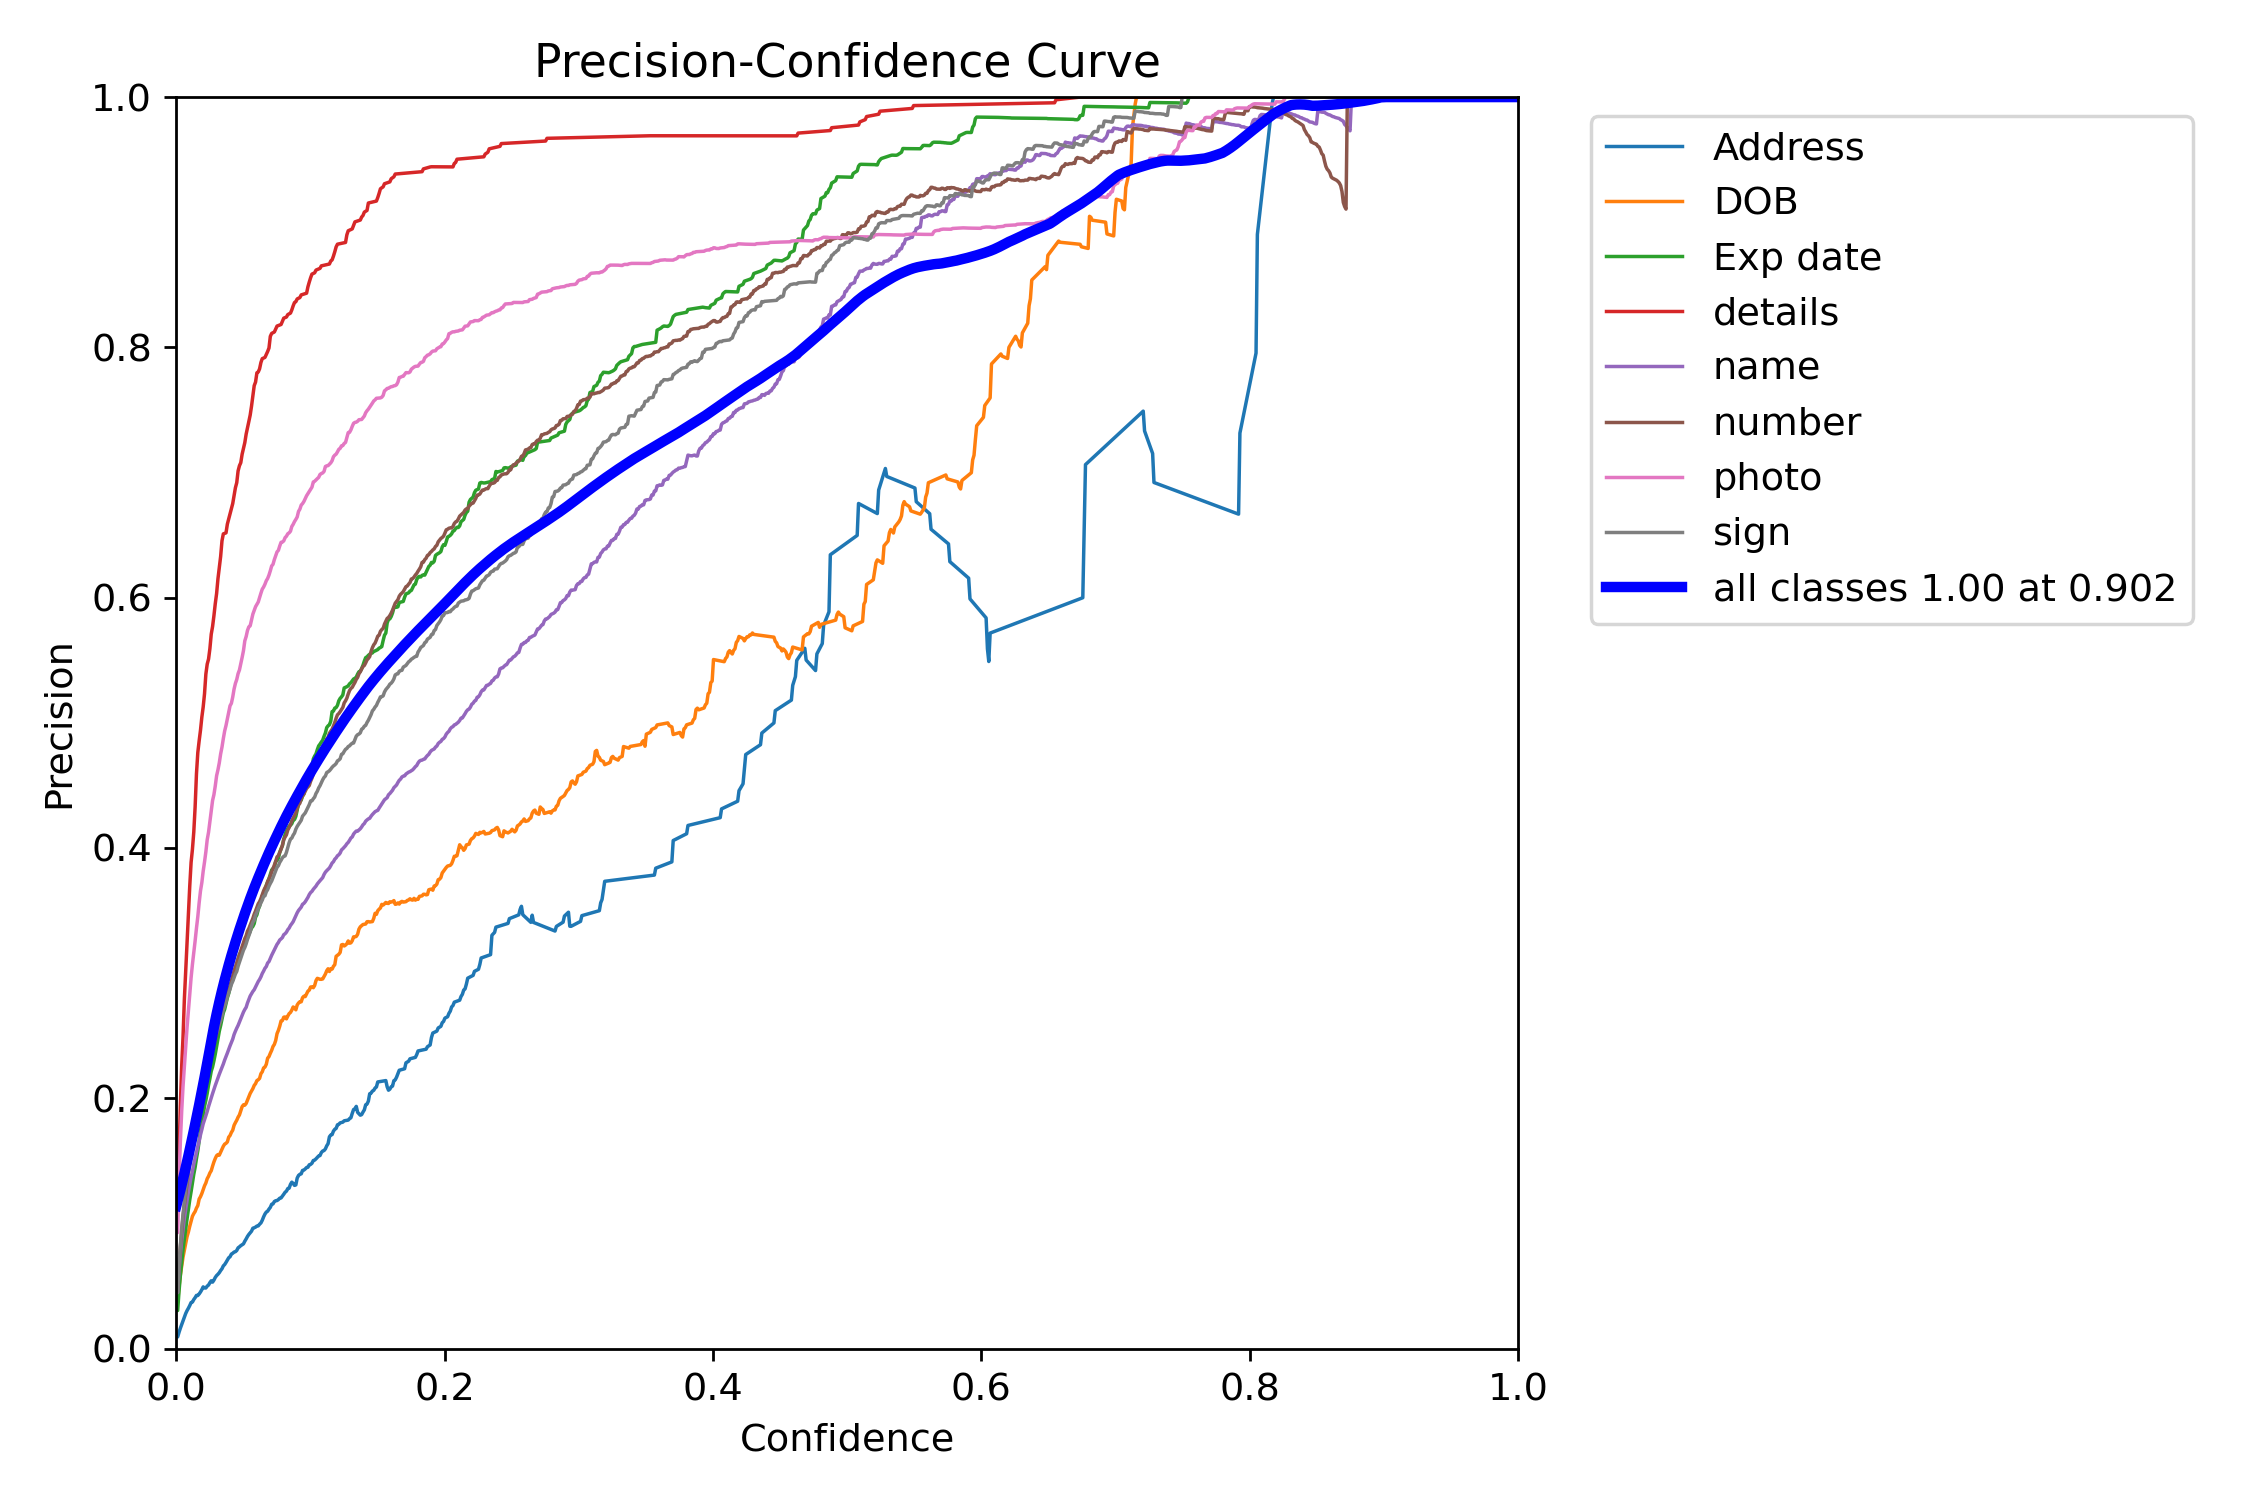 Precision-Confidence Curve
1.0
0.8
0.6
0.4
0.2
0.0
Precision
0.0 0.2 0.4 0.6 0.8 1.0
Confidence
Address
DOB
Exp date
details
name
number
photo
sign
all classes 1.00 at 0.902